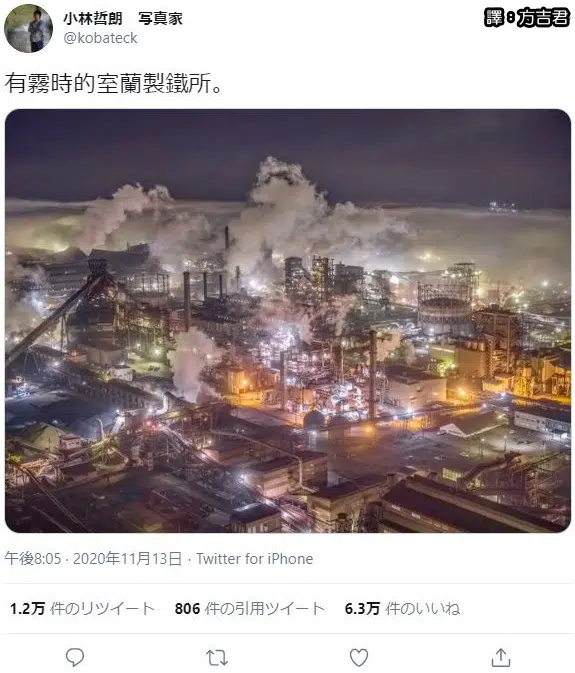 小林哲朗　写真家
@kobateck
譯●方吉君
有霧時的室蘭製鐵所。
午後8:05 · 2020年11月13日 · Twitter for iPhone
1.2万 件のリツイート 806 件の引用ツイート 6.3万 件のいいね